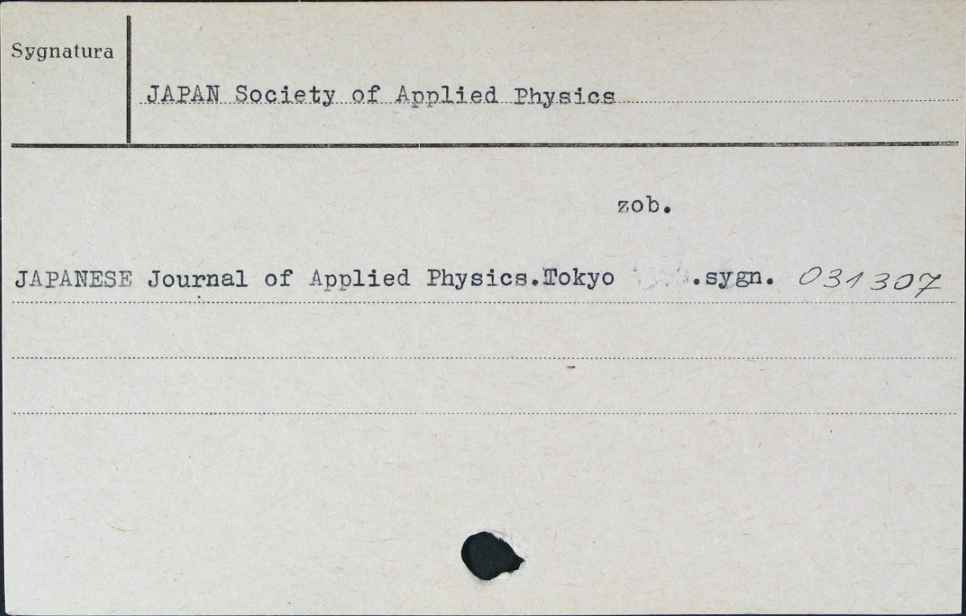 Sygnatura
JAPAN Society of Applied Physics
zob.
JAPANESE Journal of Applied Physics.Tokyo .sygn. 031307